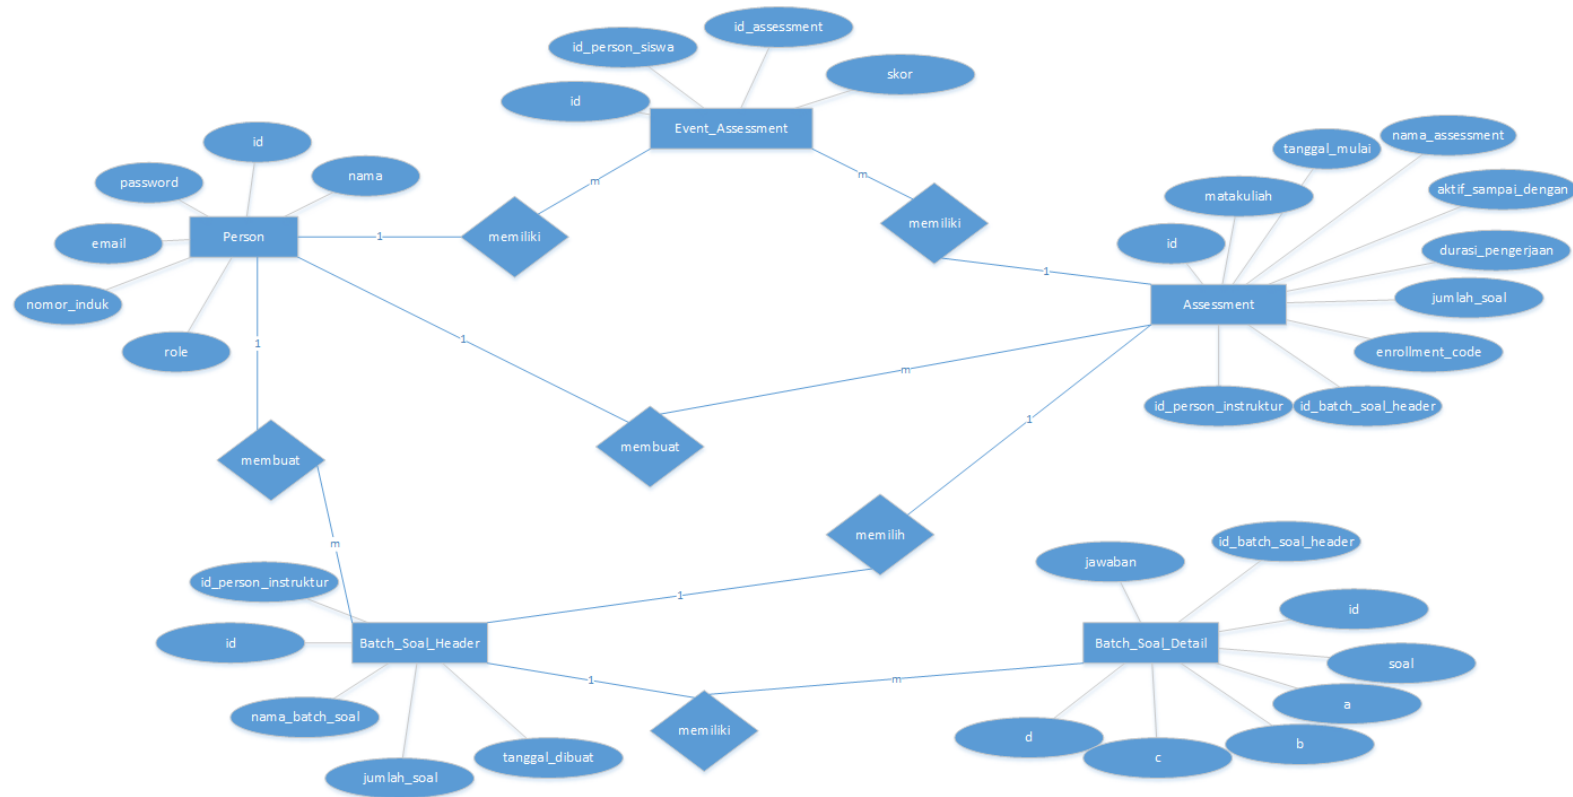 id_assessment
id_person_siswa
skor
id
Event_Assessment
id
nama_assessment
tanggal_mulai
password
nama
m
m
aktif_sampai_dengan
matakuliah
email
Person
1
memiliki
memiliki
id
durasi_pengerjaan
1
nomor_induk
Assessment
jumlah_soal
1
1
role
enrollment_code
m
id_person_instruktur
id_batch_soal_header
membuat
membuat
1
memilih
m
id_batch_soal_header
jawaban
id_person_instruktur
1
id
id
Batch_Soal_Header
Batch_Soal_Detail
soal
1
m
a
nama_batch_soal
memiliki
d
b
tanggal_dibuat
c
jumlah_soal